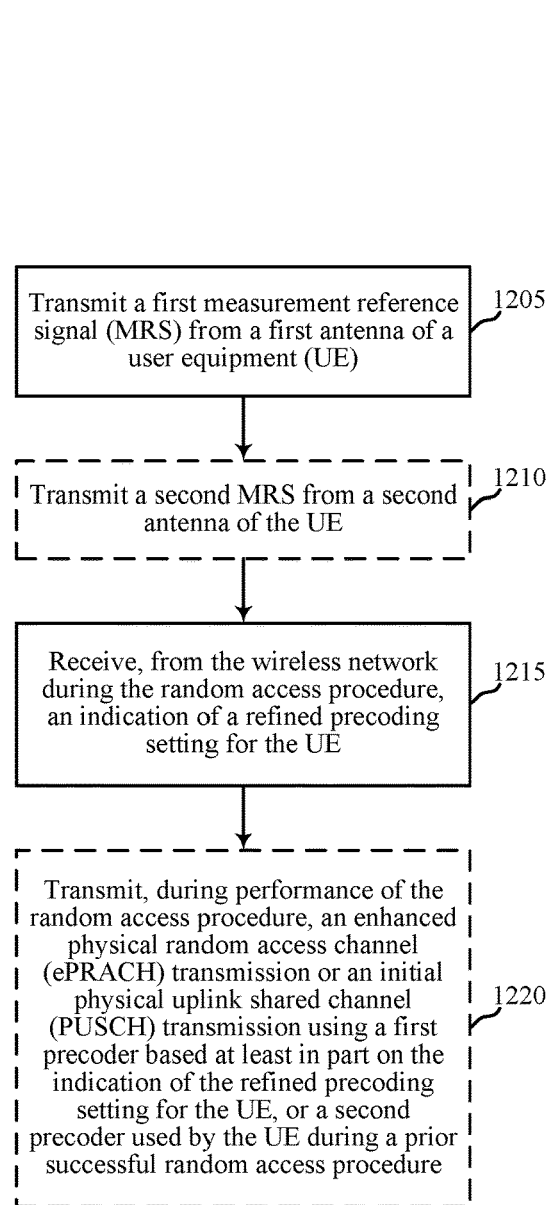 Transmit a first measurement reference
signal (MRS) from a first antenna of a
user equipment (UE)
1205
Transmit a second MRS from a second
antenna of the UE
1210
Receive, from the wireless network
during the random access procedure,
an indication of a refined precoding
setting for the UE
1215
Transmit, during performance of the
random access procedure, an enhanced
physical random access channel
(ePRACH) transmission or an initial
physical uplink shared channel
(PUSCH) transmission using a first
precoder based at least in part on the
indication of the refined precoding
setting for the UE, or a second
precoder used by the UE during a prior
successful random access procedure
1220